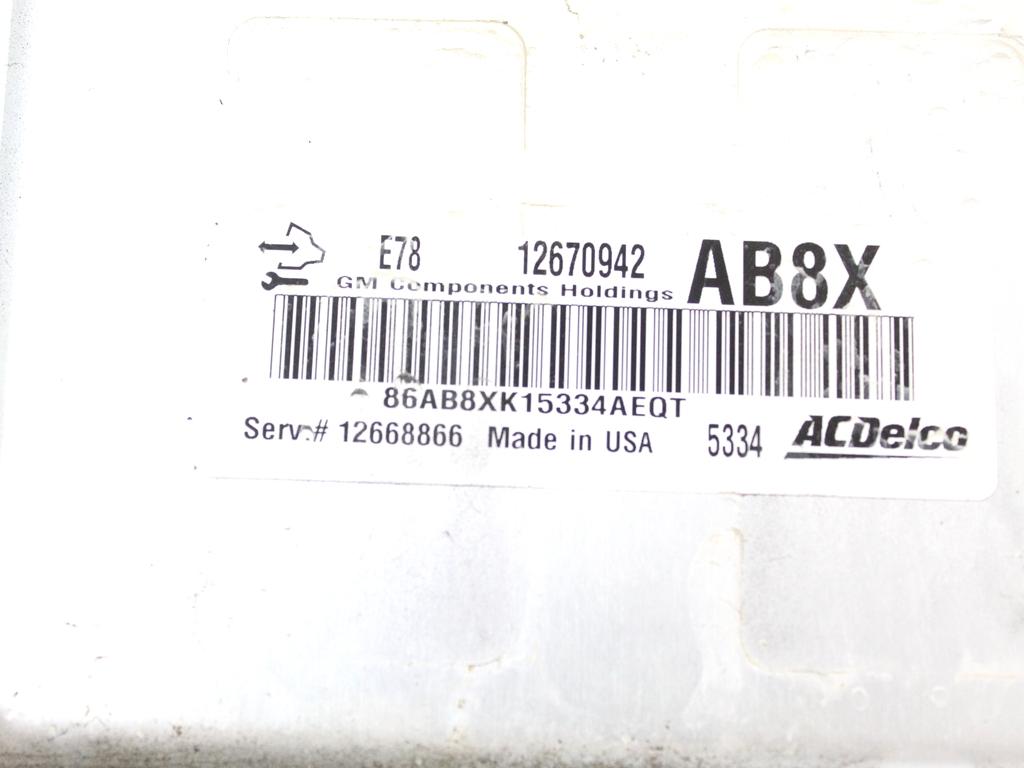 E78 12670942 AB8X
GM Components Holdings
86AB8XK15334AEQT
Serv.# 12668866 Made in USA 5334 ACDelco